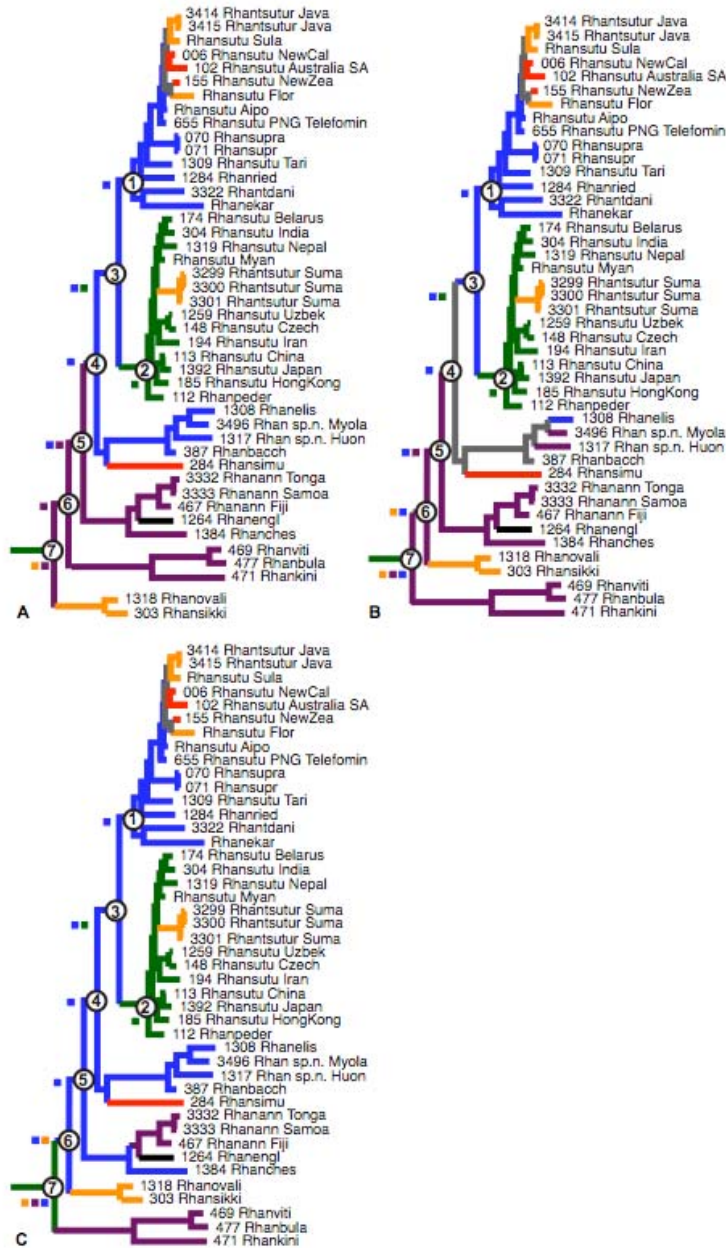 3414 Rhantsutur Java
3415 Rhantsutur Java
Rhansutu Sula
006 Rhansutu NewCal
102 Rhansutu Australia SA
155 Rhansutu NewZea
Rhansutu Flor
Rhansutu Aipo
655 Rhansutu PNG Telefomin
070 Rhansupra
071 Rhansupr
1309 Rhansutu Tari
1
1284 Rhanried
3322 Rhantdani
Rhanekar
174 Rhansutu Belarus
304 Rhansutu India
1319 Rhansutu Nepal
Rhansutu Myan
3
3299 Rhantsutur Suma
3300 Rhantsutur Suma
3301 Rhantsutur Suma
1259 Rhansutu Uzbek
148 Rhansutu Czech
194 Rhansutu Iran
4
113 Rhansutu China
2
1392 Rhansutu Japan
185 Rhansutu HongKong
112 Rhanpeder
1308 Rhanelis
3496 Rhan sp.n. Myola
5
1317 Rhan sp.n. Huon
387 Rhanbacch
284 Rhansimu
3332 Rhanann Tonga
3333 Rhanann Samoa
6
467 Rhanann Fiji
1264 Rhanengl
1384 Rhanches
7
469 Rhanviti
477 Rhanbula
471 Rhankini
1318 Rhanovali
303 Rhansikki
A
3414 Rhantsutur Java
3415 Rhantsutur Java
Rhansutu Sula
006 Rhansutu NewCal
102 Rhansutu Australia SA
155 Rhansutu NewZea
Rhansutu Flor
Rhansutu Aipo
655 Rhansutu PNG Telefomin
070 Rhansupra
071 Rhansupr
1309 Rhansutu Tari
1
1284 Rhanried
3322 Rhantdani
Rhanekar
174 Rhansutu Belarus
304 Rhansutu India
1319 Rhansutu Nepal
Rhansutu Myan
3
3299 Rhantsutur Suma
3300 Rhantsutur Suma
3301 Rhantsutur Suma
1259 Rhansutu Uzbek
148 Rhansutu Czech
194 Rhansutu Iran
4
113 Rhansutu China
2
1392 Rhansutu Japan
185 Rhansutu HongKong
112 Rhanpeder
1308 Rhanelis
3496 Rhan sp.n. Myola
5
1317 Rhan sp.n. Huon
387 Rhanbacch
284 Rhansimu
3332 Rhanann Tonga
3333 Rhanann Samoa
6
467 Rhanann Fiji
1264 Rhanengl
1384 Rhanches
7
1318 Rhanovali
303 Rhansikki
469 Rhanviti
477 Rhanbula
471 Rhankini
B
3414 Rhantsutur Java
3415 Rhantsutur Java
Rhansutu Sula
006 Rhansutu NewCal
102 Rhansutu Australia SA
155 Rhansutu NewZea
Rhansutu Flor
Rhansutu Aipo
655 Rhansutu PNG Telefomin
070 Rhansupra
071 Rhansupr
1309 Rhansutu Tari
1
1284 Rhanried
3322 Rhantdani
Rhanekar
174 Rhansutu Belarus
304 Rhansutu India
1319 Rhansutu Nepal
Rhansutu Myan
3
3299 Rhantsutur Suma
3300 Rhantsutur Suma
3301 Rhantsutur Suma
1259 Rhansutu Uzbek
148 Rhansutu Czech
194 Rhansutu Iran
4
113 Rhansutu China
2
1392 Rhansutu Japan
185 Rhansutu HongKong
112 Rhanpeder
1308 Rhanelis
3496 Rhan sp.n. Myola
5
1317 Rhan sp.n. Huon
387 Rhanbacch
284 Rhansimu
3332 Rhanann Tonga
3333 Rhanann Samoa
6
467 Rhanann Fiji
1264 Rhanengl
1384 Rhanches
7
1318 Rhanovali
303 Rhansikki
469 Rhanviti
477 Rhanbula
471 Rhankini
C